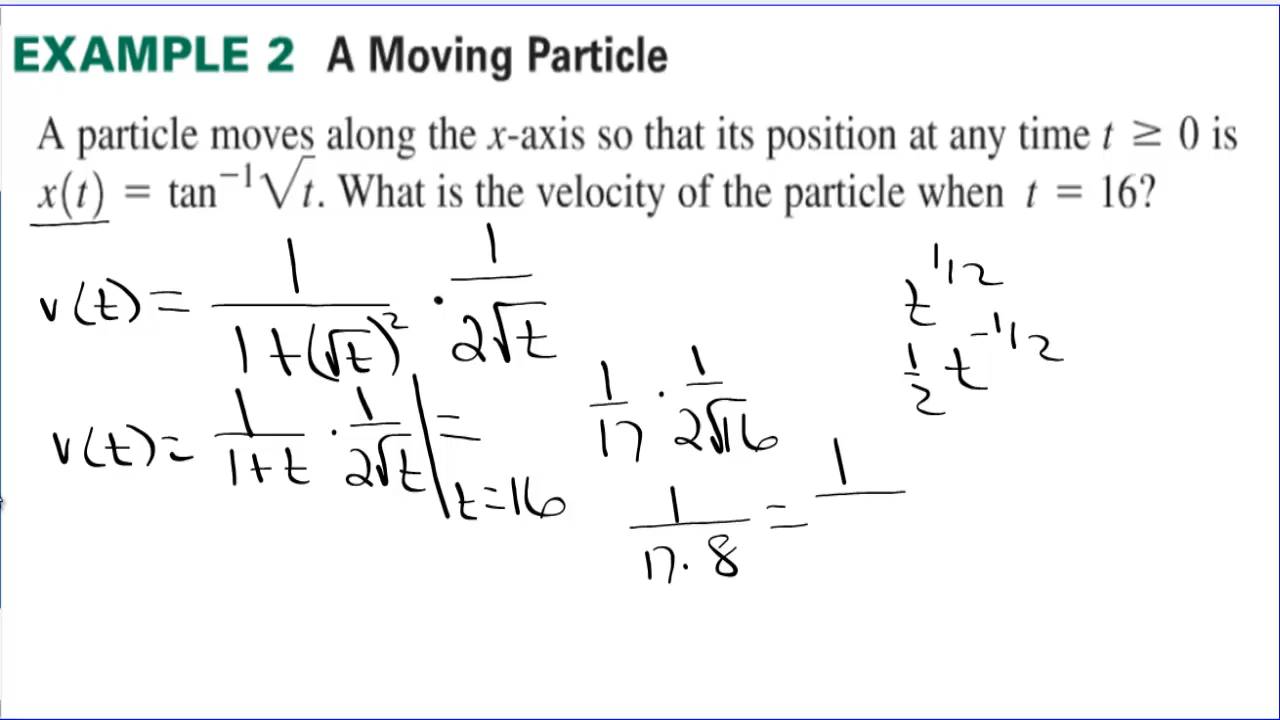 EXAMPLE 2 A Moving Particle
A particle moves along the x-axis so that its position at any time t ≥ 0 is
x(t) = tan⁻¹√t. What is the velocity of the particle when t = 16?
v(t) = 1/(1+(√t)²) · 1/(2√t)
t^1/2
1/2 t^-1/2
v(t) = 1/(1+t) · 1/(2√t) |t=16 =
1/17 · 1/(2√16)
1/(17·8) = 1/